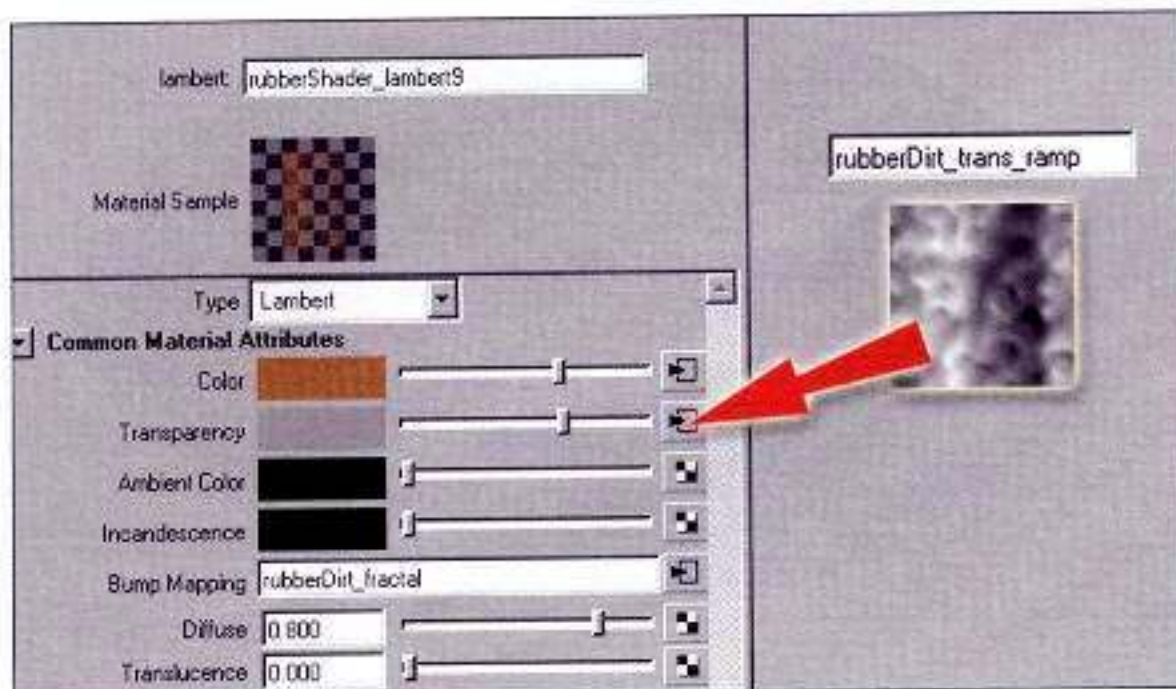 lambert: rubberShader_lambert9
rubberDirt_trans_ramp
Material Sample
Type Lambert
Common Material Attributes
Color
Transparency
Ambient Color
Incandescence
Bump Mapping rubberDirt_fractal
Diffuse 0.800
Translucence 0.000